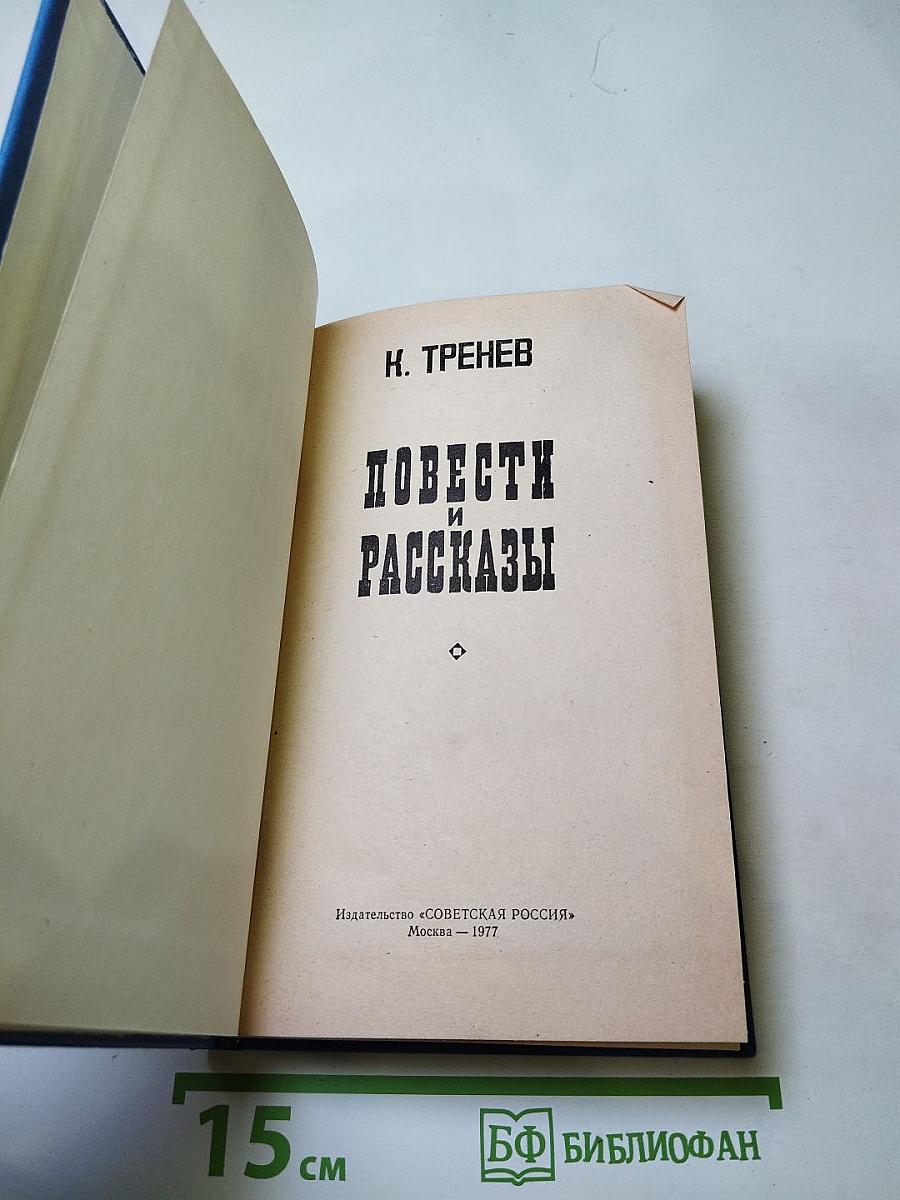 К. ТРЕНЕВ
ПОВЕСТИ
И
РАССКАЗЫ
Издательство «СОВЕТСКАЯ РОССИЯ»
Москва — 1977
15 см
БФ БИБЛИОФАН